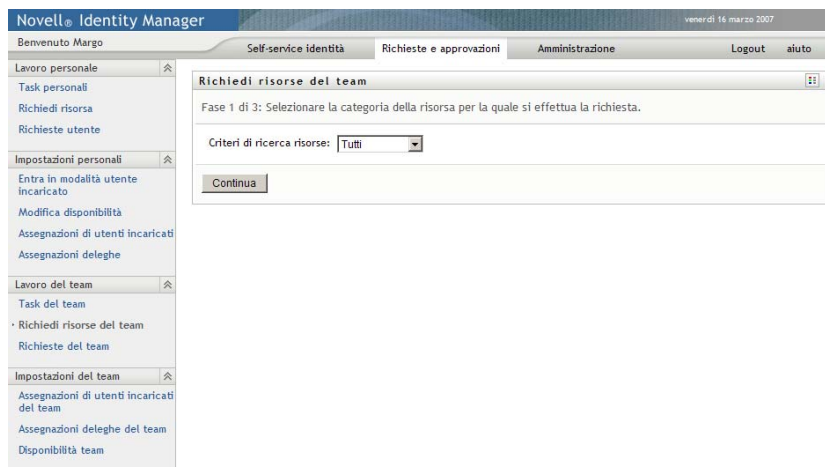 Novell® Identity Manager
venerdì 16 marzo 2007
Benvenuto Margo
Self-service identità
Richieste e approvazioni
Amministrazione
Logout
aiuto
Lavoro personale
Task personali
Richiedi risorsa
Richieste utente
Impostazioni personali
Entra in modalità utente
incaricato
Modifica disponibilità
Assegnazioni di utenti incaricati
Assegnazioni deleghe
Lavoro del team
Task del team
· Richiedi risorse del team
Richieste del team
Impostazioni del team
Assegnazioni di utenti incaricati
del team
Assegnazioni deleghe del team
Disponibilità team
Richiedi risorse del team
Fase 1 di 3: Selezionare la categoria della risorsa per la quale si effettua la richiesta.
Criteri di ricerca risorse: Tutti
Continua